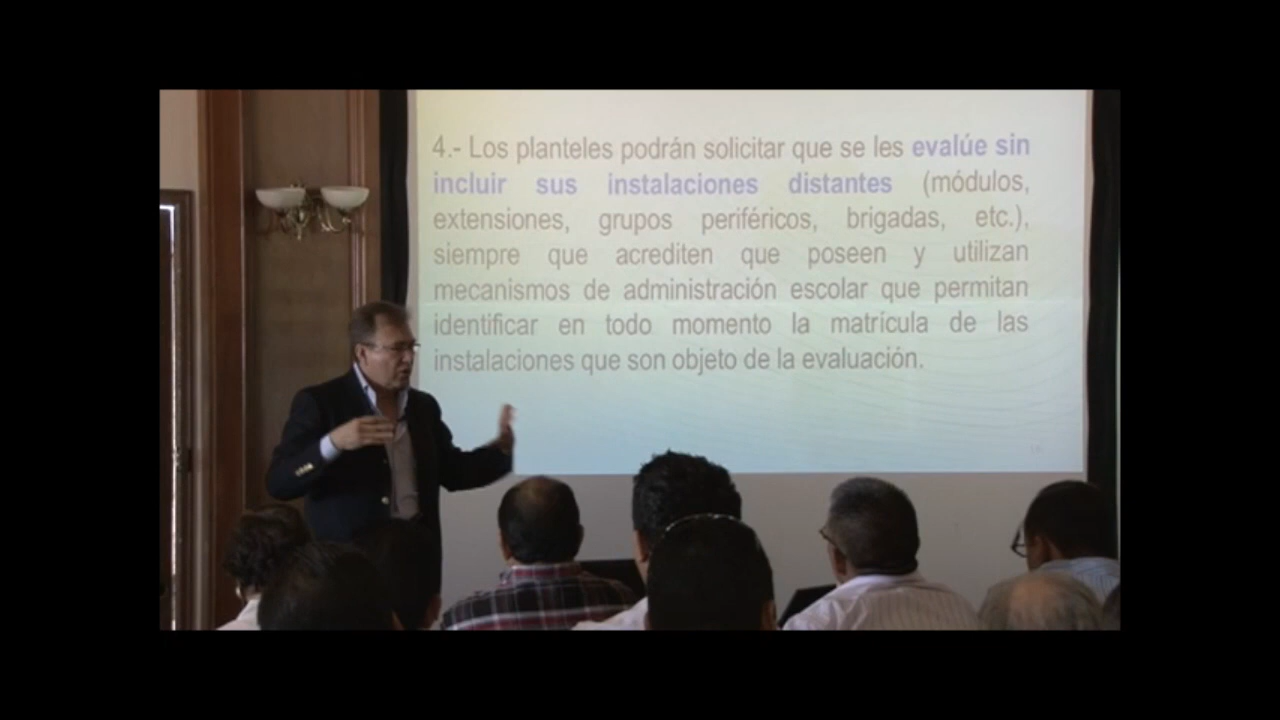 4.- Los planteles podrán solicitar que se les evalúe sin
incluir sus instalaciones distantes (módulos,
extensiones, grupos periféricos, brigadas, etc.),
siempre que acrediten que poseen y utilizan
mecanismos de administración escolar que permitan
identificar en todo momento la matrícula de las
instalaciones que son objeto de la evaluación.